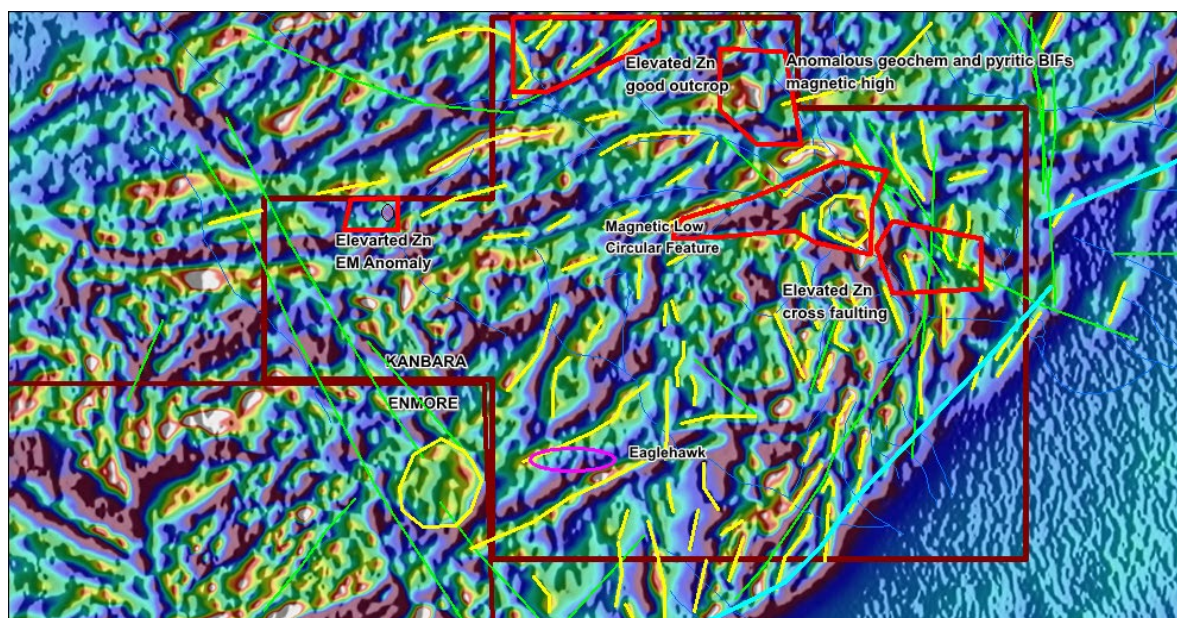 Elevated Zn
good outcrop
Anomalous geochem and pyritic BIFs
magnetic high
Magnetic Low
Circular Feature
Elevarted Zn
EM Anomaly
Elevated Zn
cross faulting
KANBARA
ENMORE
Eaglehawk